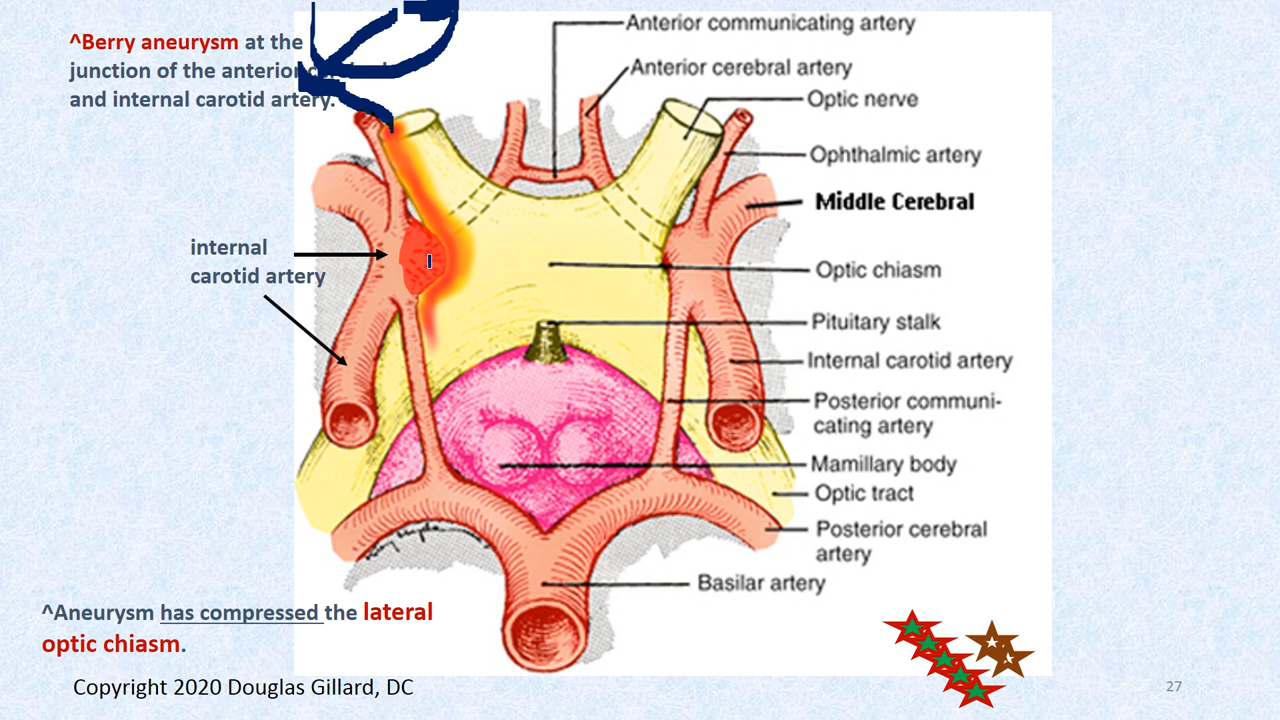 ^Berry aneurysm at the
junction of the anterior
and internal carotid artery.
Anterior communicating artery
Anterior cerebral artery
Optic nerve
Ophthalmic artery
Middle Cerebral
internal
carotid artery
Optic chiasm
Pituitary stalk
Internal carotid artery
Posterior communi-
cating artery
Mamillary body
Optic tract
Posterior cerebral
artery
Basilar artery
^Aneurysm has compressed the lateral
optic chiasm.
Copyright 2020 Douglas Gillard, DC
27